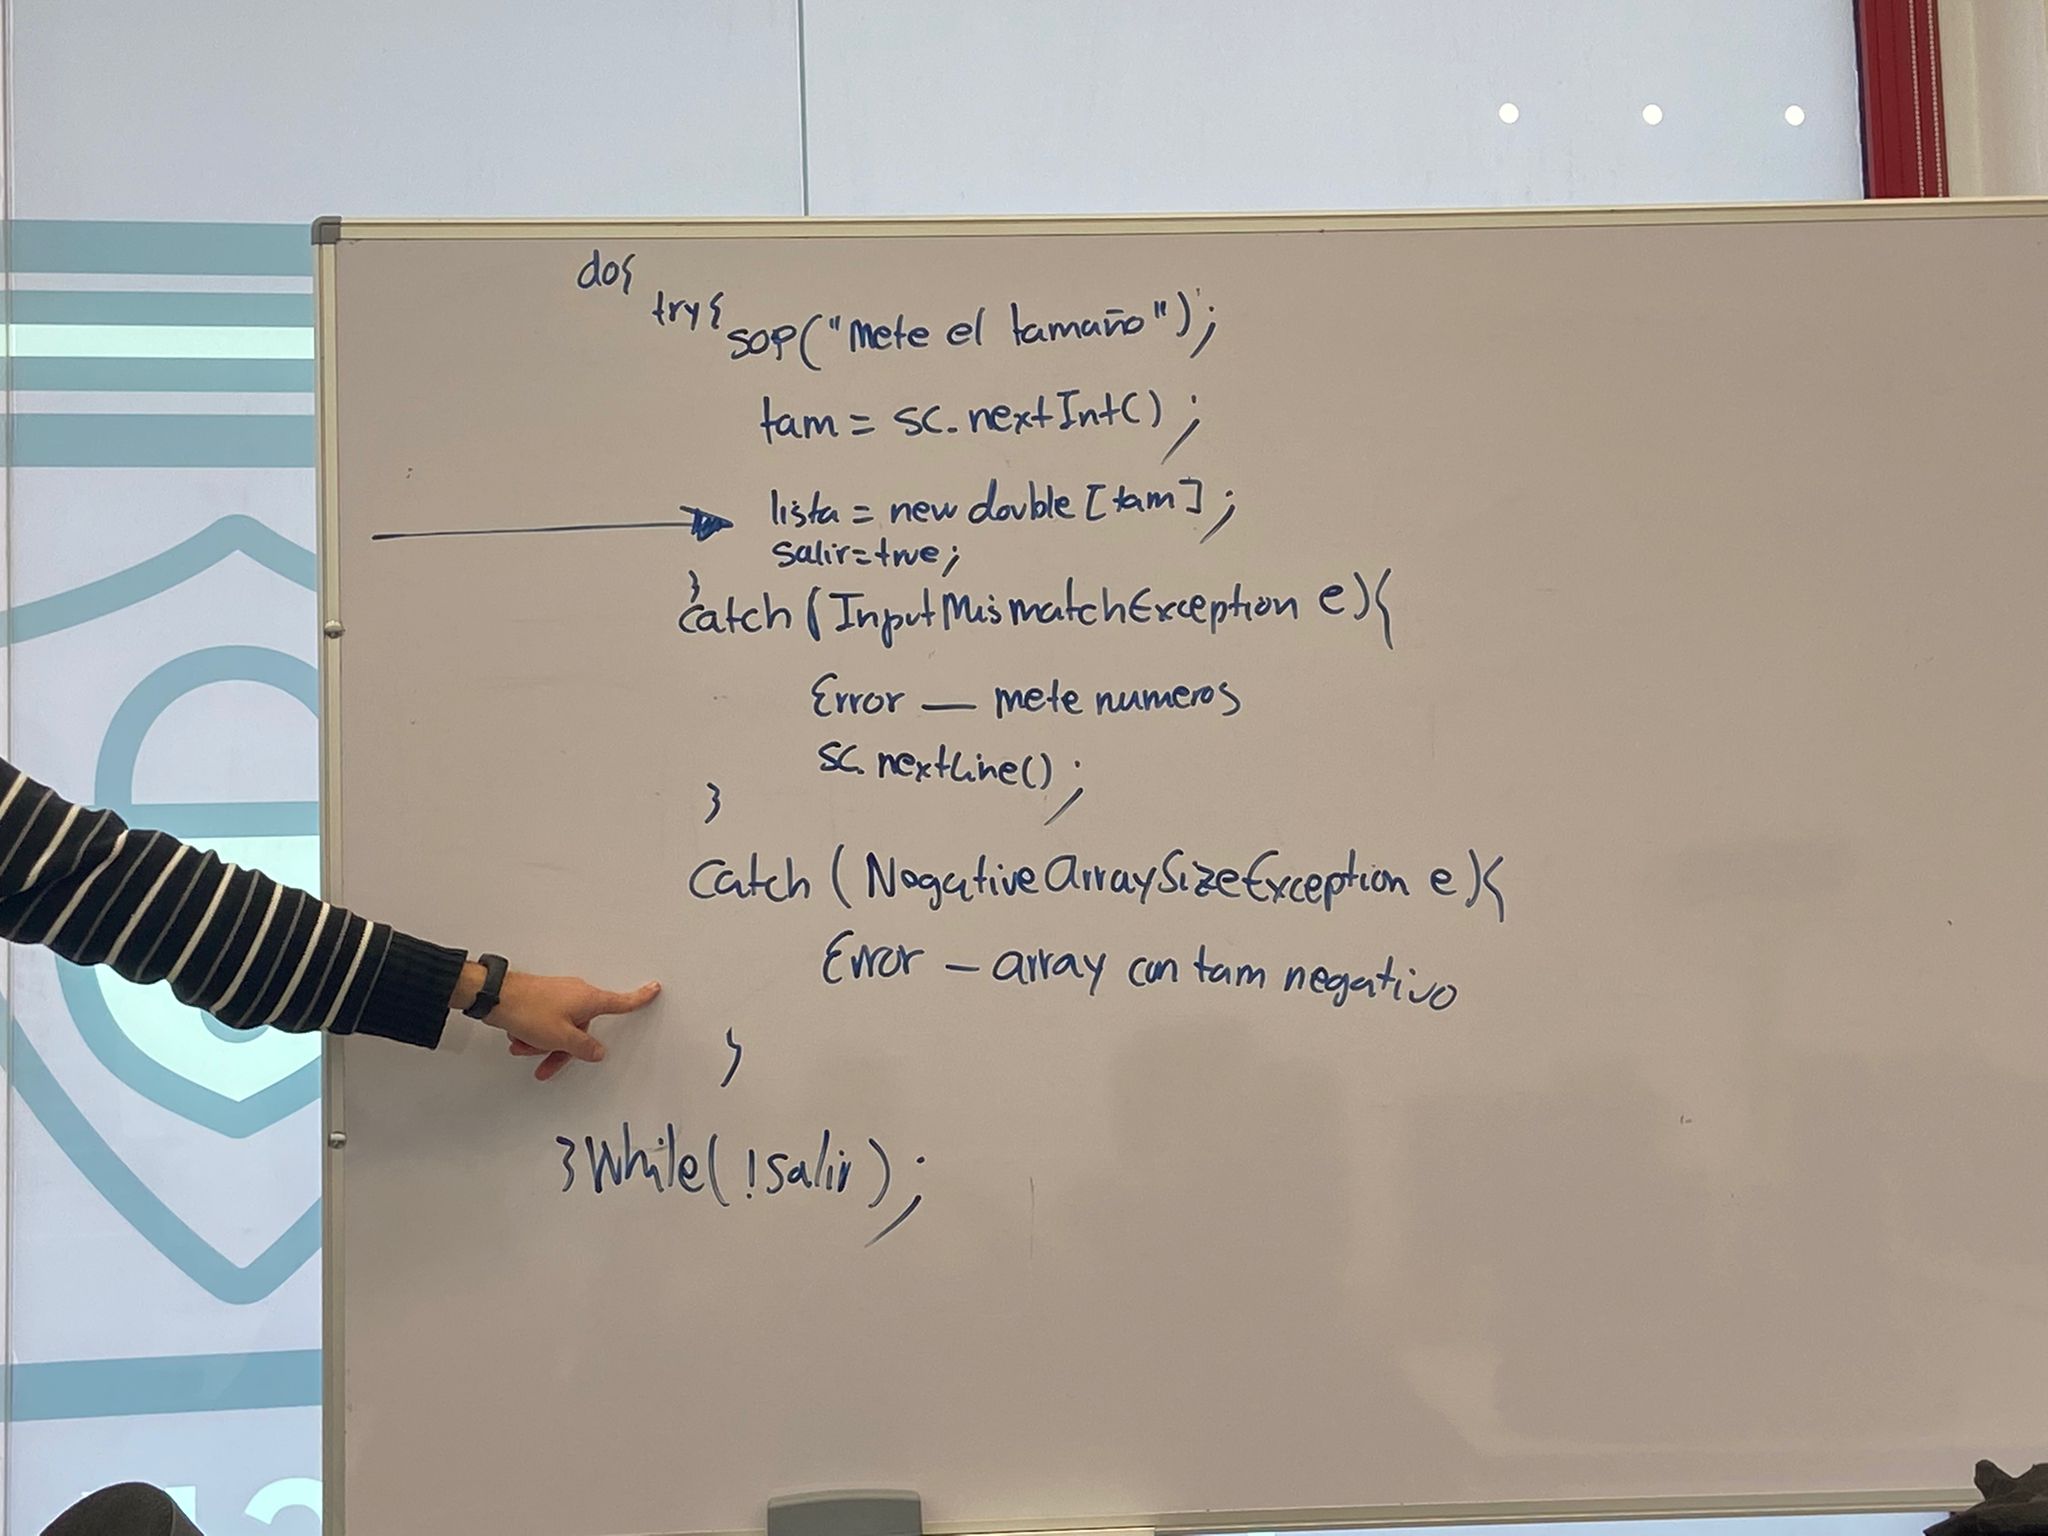 do{
try{
sop("Mete el tamaño");
tam = sc.nextInt();
lista = new double[tam];
salir=true;
}
catch(InputMismatchException e){
Error — mete numeros
sc.nextLine();
}
catch(NegativeArraySizeException e){
Error — array con tam negativo
}
}While(!salir);